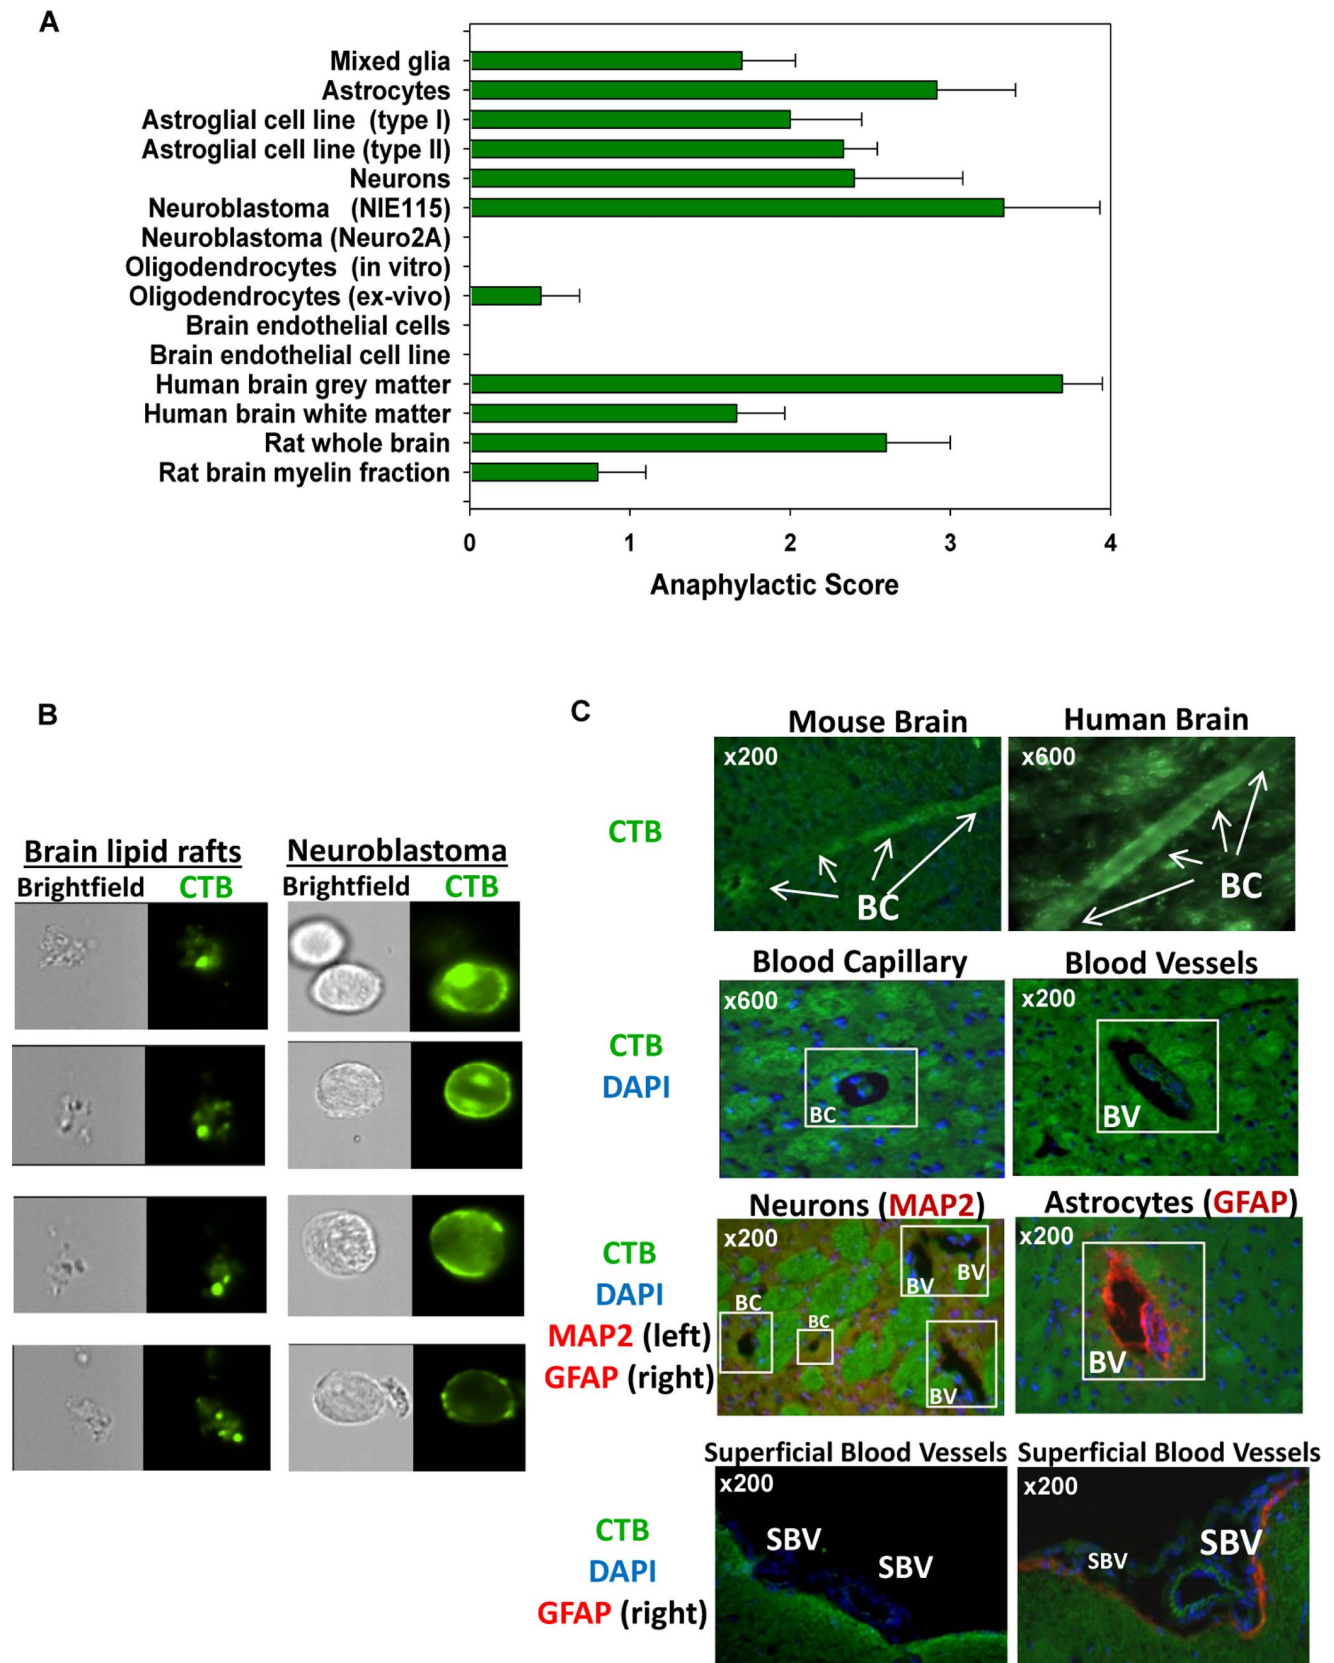 A
Mixed glia
Astrocytes
Astroglial cell line (type I)
Astroglial cell line (type II)
Neurons
Neuroblastoma (NIE115)
Neuroblastoma (Neuro2A)
Oligodendrocytes (in vitro)
Oligodendrocytes (ex-vivo)
Brain endothelial cells
Brain endothelial cell line
Human brain grey matter
Human brain white matter
Rat whole brain
Rat brain myelin fraction
0 1 2 3 4
Anaphylactic Score
B
Brain lipid rafts Neuroblastoma
Brightfield CTB Brightfield CTB
C
Mouse Brain Human Brain
x200 x600
CTB
BC BC
Blood Capillary Blood Vessels
x600 x200
CTB
DAPI
BC BV
Neurons (MAP2) Astrocytes (GFAP)
x200 x200
CTB
DAPI
MAP2 (left)
GFAP (right)
BV BV
BC BC
BV BV
Superficial Blood Vessels Superficial Blood Vessels
x200 x200
CTB
DAPI
GFAP (right)
SBV SBV
SBV SBV